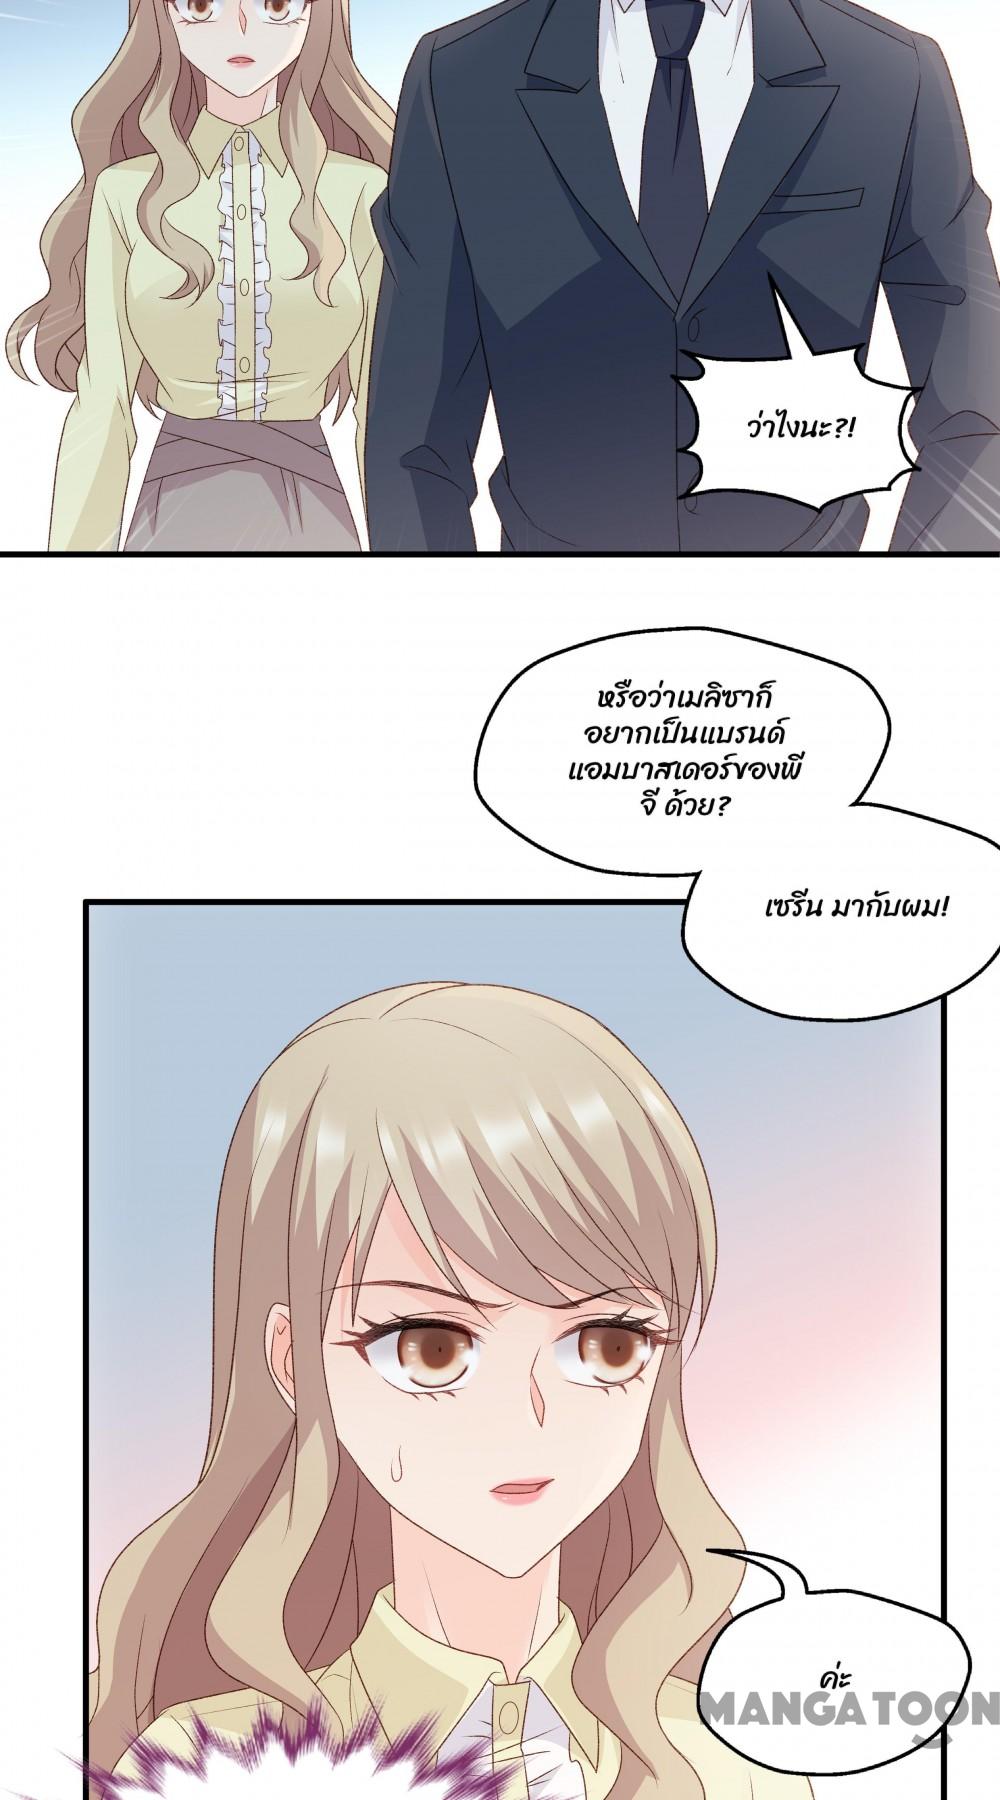 ว่าไงนะ?!
หรือว่าเมลิซาก็
อยากเป็นแบรนด์
แอมบาสเดอร์ของพี
จี ด้วย?
เซรีน มากับผม!
ค่ะ
MANGATOON